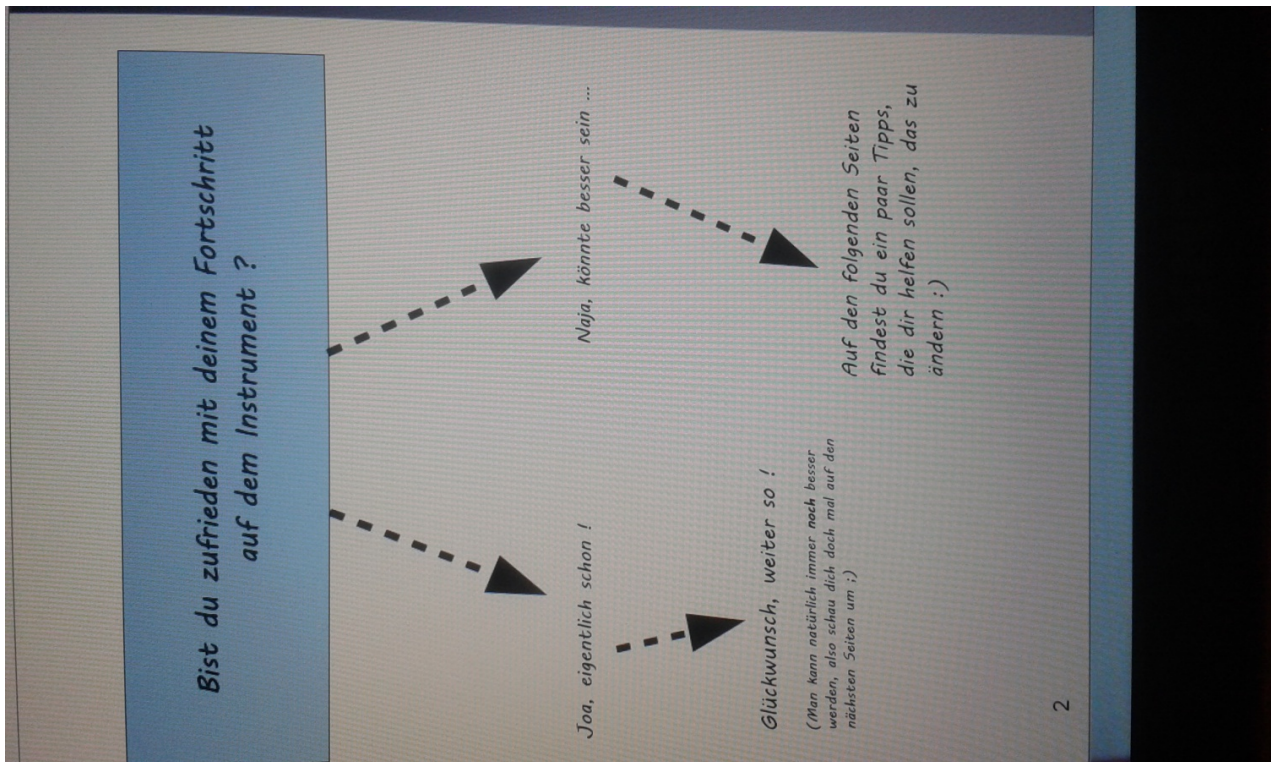 Bist du zufrieden mit deinem Fortschritt
auf dem Instrument ?
Joa, eigentlich schon !
Naja, könnte besser sein ...
Glückwunsch, weiter so !
(Man kann natürlich immer noch besser
werden, also schau dich doch mal auf den
nächsten Seiten um ;)
Auf den folgenden Seiten
findest du ein paar Tipps,
die dir helfen sollen, das zu
ändern :)
2